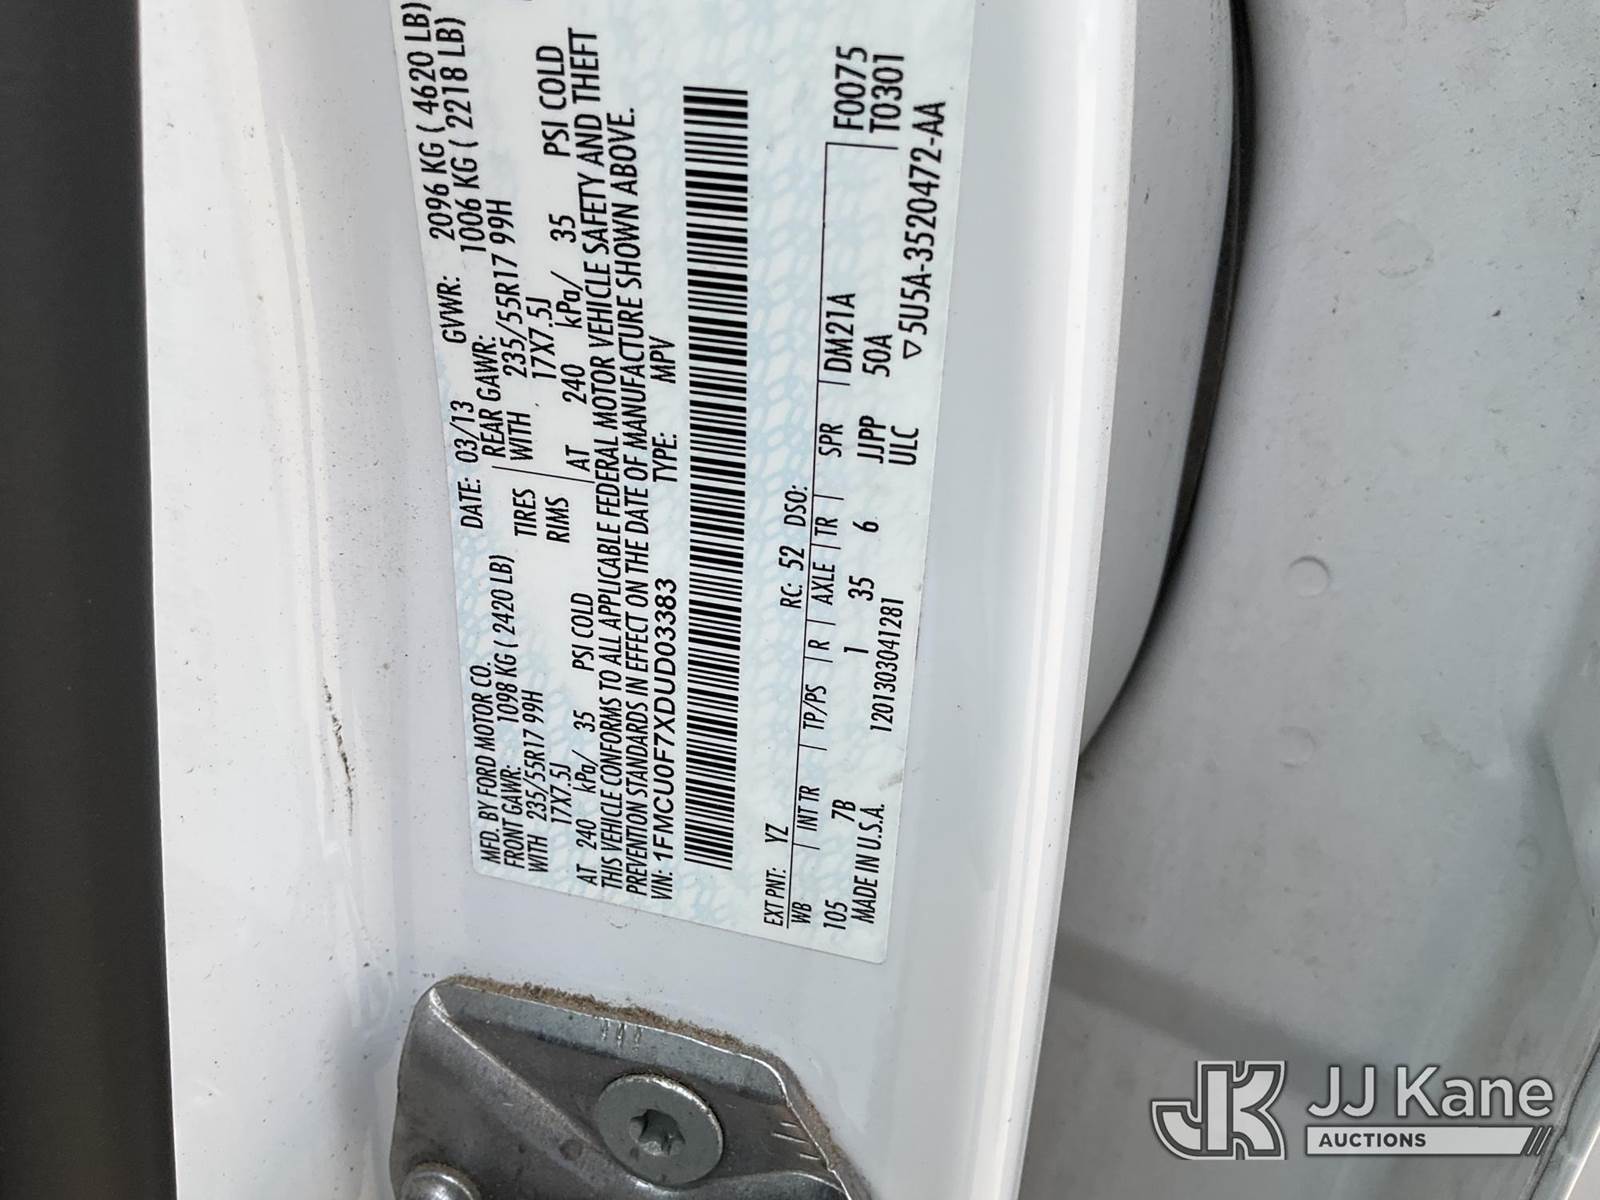 MFD. BY FORD MOTOR CO. DATE: 03/13 GVWR: 2096 KG ( 4620 LB)
FRONT GAWR: 1098 KG ( 2420 LB) REAR GAWR: 1006 KG ( 2218 LB)
WITH 235/55R17 99H TIRES WITH 235/55R17 99H
17X7.5J RIMS 17X7.5J
AT 240 kPa/ 35 PSI COLD AT 240 kPa/ 35 PSI COLD
THIS VEHICLE CONFORMS TO ALL APPLICABLE FEDERAL MOTOR VEHICLE SAFETY AND THEFT
PREVENTION STANDARDS IN EFFECT ON THE DATE OF MANUFACTURE SHOWN ABOVE.
VIN: 1FMCU0F7XDUD03383 TYPE: MPV
EXT PNT: YZ RC: 52 DSO:
WB INT TR TP/PS R AXLE TR SPR DM21A F0075
105 7B 1 35 6 JJPP 50A T0301
MADE IN U.S.A. 1201303041281 ULC ▽5U5A-3520472-AA
JK JJ Kane
AUCTIONS